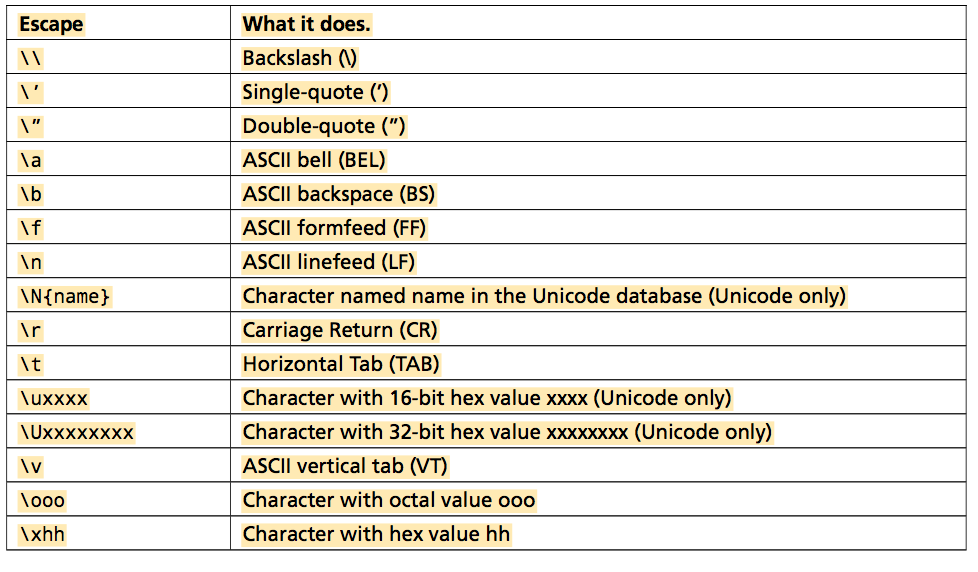 Escape What it does.
\\ Backslash (\)
\’ Single-quote (’)
\” Double-quote (”)
\a ASCII bell (BEL)
\b ASCII backspace (BS)
\f ASCII formfeed (FF)
\n ASCII linefeed (LF)
\N{name} Character named name in the Unicode database (Unicode only)
\r Carriage Return (CR)
\t Horizontal Tab (TAB)
\uxxxx Character with 16-bit hex value xxxx (Unicode only)
\Uxxxxxxxx Character with 32-bit hex value xxxxxxxx (Unicode only)
\v ASCII vertical tab (VT)
\ooo Character with octal value ooo
\xhh Character with hex value hh